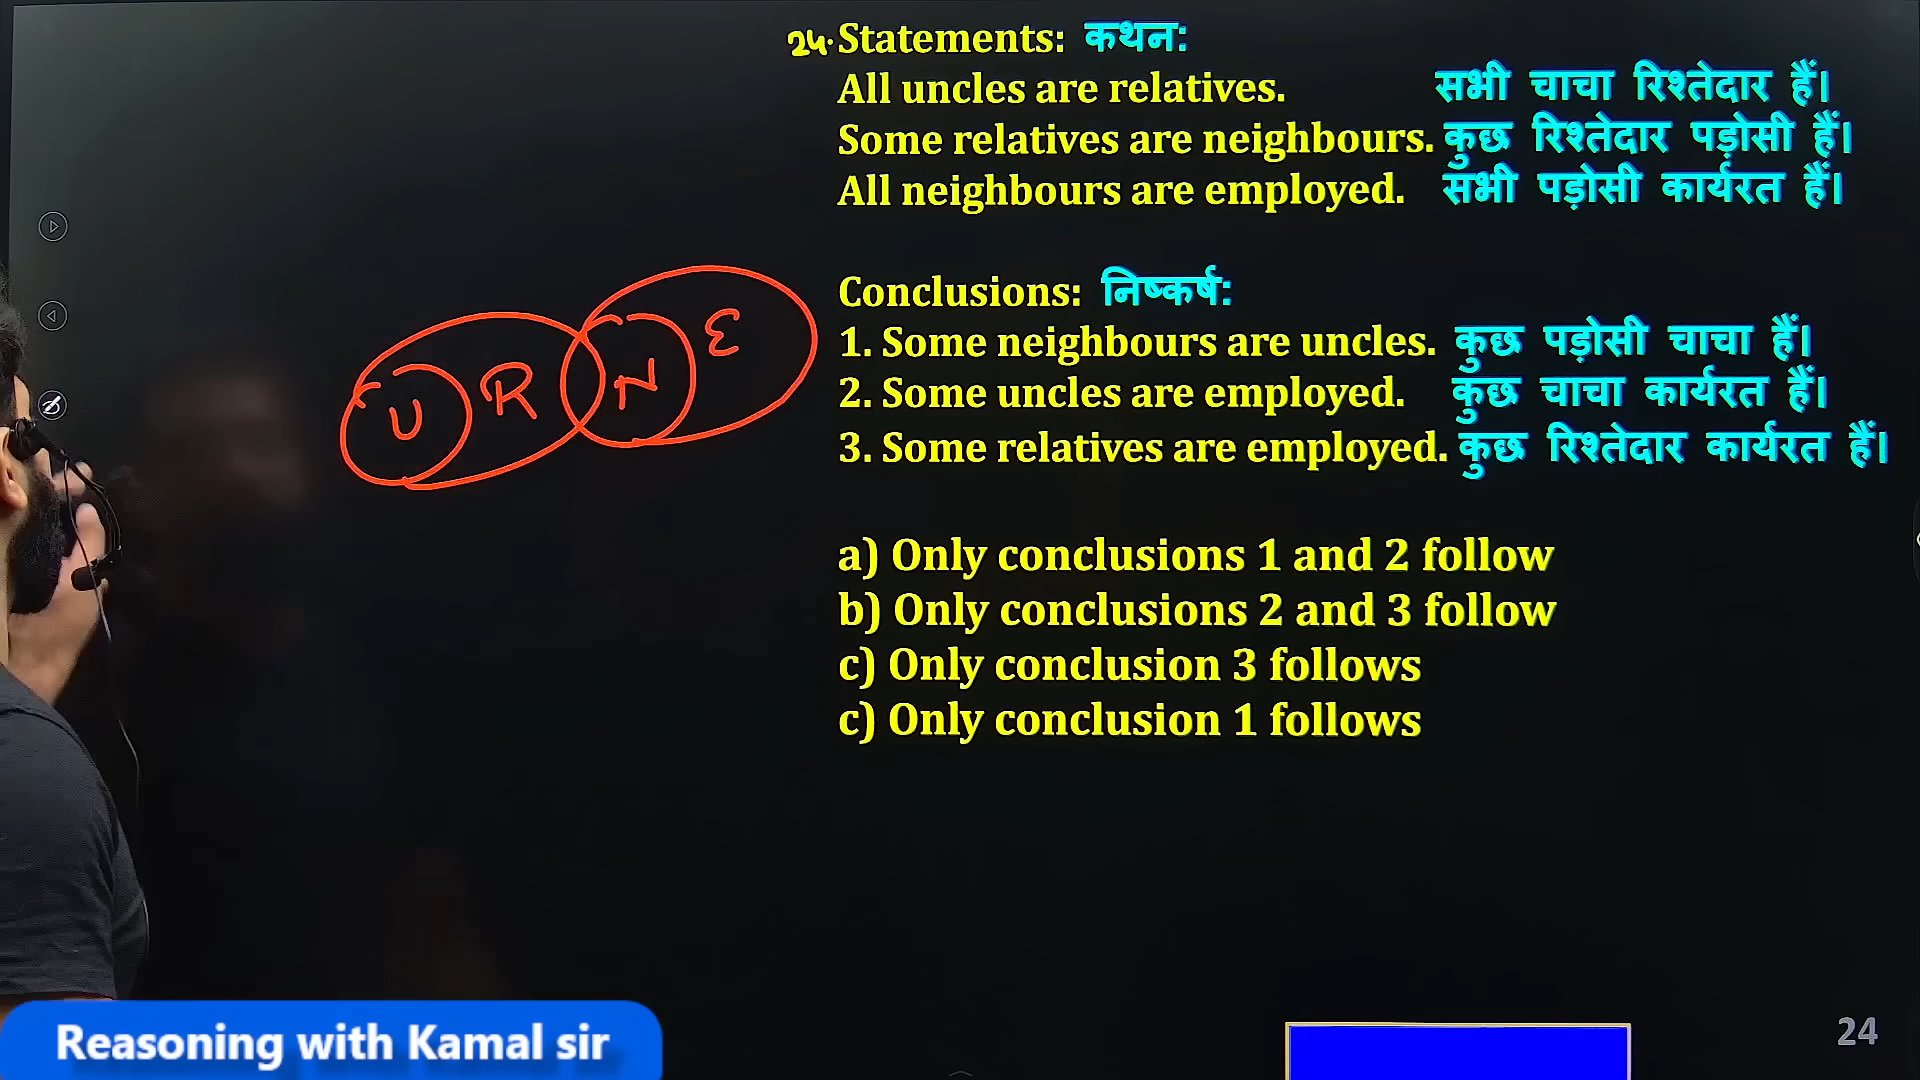 24. Statements: कथन:
All uncles are relatives. सभी चाचा रिश्तेदार हैं।
Some relatives are neighbours. कुछ रिश्तेदार पड़ोसी हैं।
All neighbours are employed. सभी पड़ोसी कार्यरत हैं।
Conclusions: निष्कर्ष:
1. Some neighbours are uncles. कुछ पड़ोसी चाचा हैं।
2. Some uncles are employed. कुछ चाचा कार्यरत हैं।
3. Some relatives are employed. कुछ रिश्तेदार कार्यरत हैं।
a) Only conclusions 1 and 2 follow
b) Only conclusions 2 and 3 follow
c) Only conclusion 3 follows
c) Only conclusion 1 follows
U R N E
Reasoning with Kamal sir
24